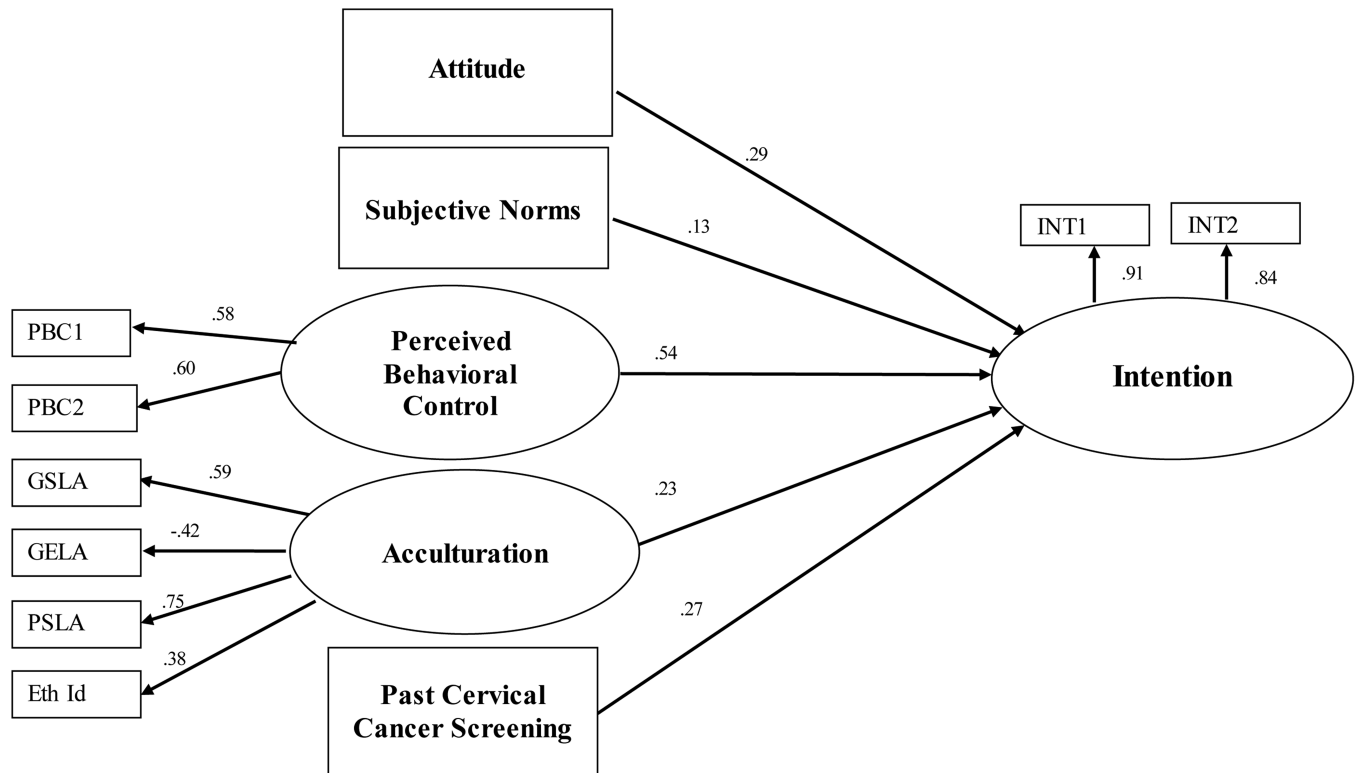 Attitude
.29
Subjective Norms
.13
INT1
INT2
.91
.84
PBC1
.58
PBC2
.60
Perceived
Behavioral
Control
.54
Intention
GSLA
.59
GELA
-.42
PSLA
.75
Eth Id
.38
Acculturation
.23
Past Cervical
Cancer Screening
.27